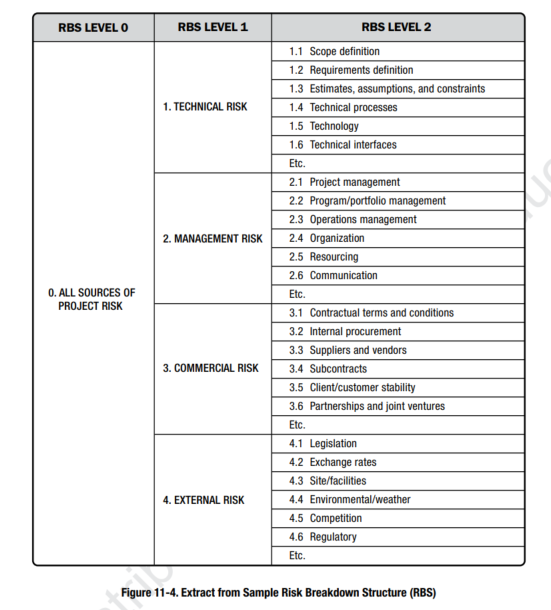 RBS LEVEL 0
RBS LEVEL 1
RBS LEVEL 2
0. ALL SOURCES OF
PROJECT RISK
1. TECHNICAL RISK
1.1 Scope definition
1.2 Requirements definition
1.3 Estimates, assumptions, and constraints
1.4 Technical processes
1.5 Technology
1.6 Technical interfaces
Etc.
2. MANAGEMENT RISK
2.1 Project management
2.2 Program/portfolio management
2.3 Operations management
2.4 Organization
2.5 Resourcing
2.6 Communication
Etc.
3. COMMERCIAL RISK
3.1 Contractual terms and conditions
3.2 Internal procurement
3.3 Suppliers and vendors
3.4 Subcontracts
3.5 Client/customer stability
3.6 Partnerships and joint ventures
Etc.
4. EXTERNAL RISK
4.1 Legislation
4.2 Exchange rates
4.3 Site/facilities
4.4 Environmental/weather
4.5 Competition
4.6 Regulatory
Etc.
Figure 11-4. Extract from Sample Risk Breakdown Structure (RBS)